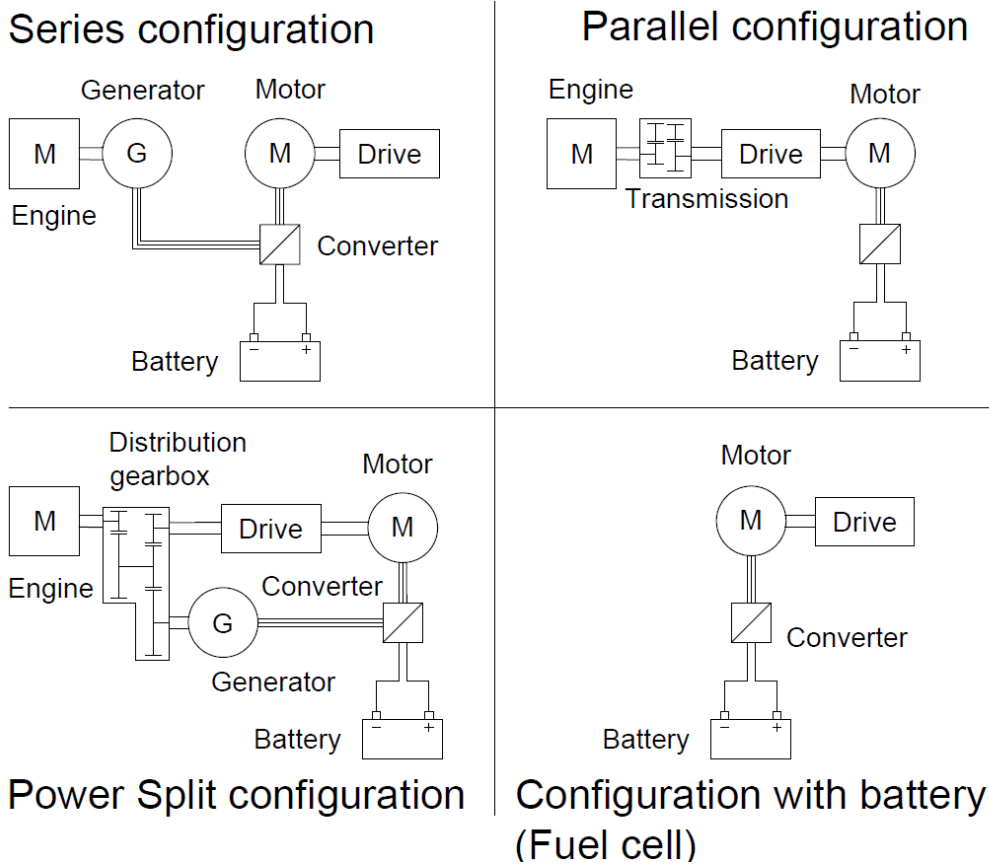 Series configuration
Generator
Motor
M
G
M
Drive
Engine
Converter
Battery
− +
Parallel configuration
Engine
Motor
M
Drive
M
Transmission
Battery
− +
Distribution
gearbox
Motor
M
Drive
M
Engine
Converter
G
Generator
Battery
− +
Power Split configuration
Motor
M
Drive
Converter
Battery
− +
Configuration with battery
(Fuel cell)